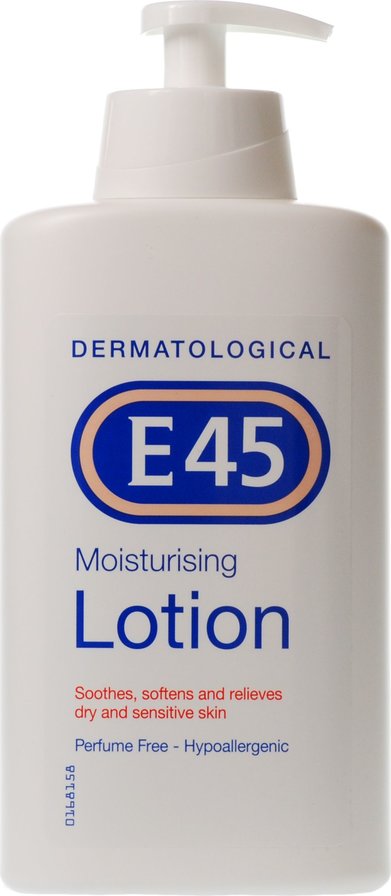 DERMATOLOGICAL
E45
Moisturising
Lotion
Soothes, softens and relieves
dry and sensitive skin
Perfume Free - Hypoallergenic
0168158